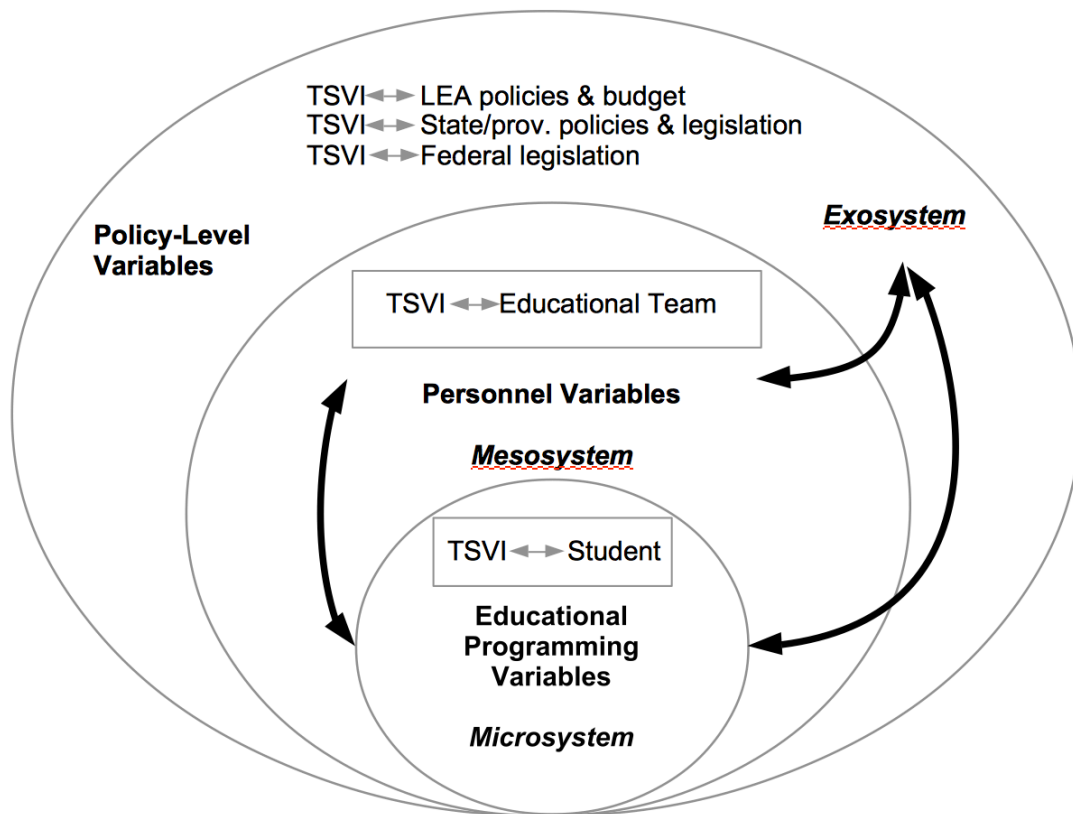 TSVI LEA policies & budget
TSVI State/prov. policies & legislation
TSVI Federal legislation
Exosystem
Policy-Level
Variables
TSVI Educational Team
Personnel Variables
Mesosystem
TSVI Student
Educational
Programming
Variables
Microsystem